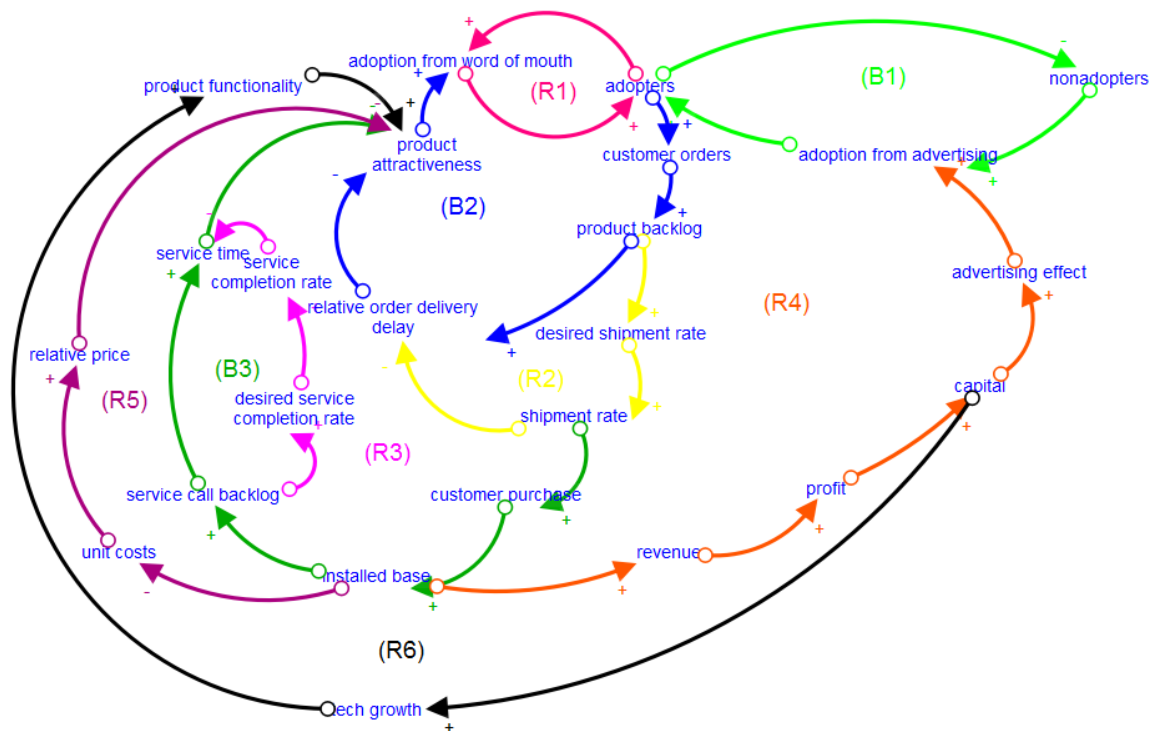 adoption from word of mouth
product functionality
(R1)
adopters
(B1)
nonadopters
product
attractiveness
customer orders
adoption from advertising
(B2)
product backlog
service time
service
completion rate
advertising effect
relative order delivery
delay
(R4)
desired shipment rate
relative price
(B3)
(R2)
(R5)
desired service
completion rate
capital
shipment rate
(R3)
service call backlog
customer purchase
profit
unit costs
installed base
revenue
(R6)
tech growth
+
+
+
+
+
-
-
-
+
+
+
+
+
+
-
-
+
+
+
+
-
+
+
+
+
+
+
+
+
-
+
+
+